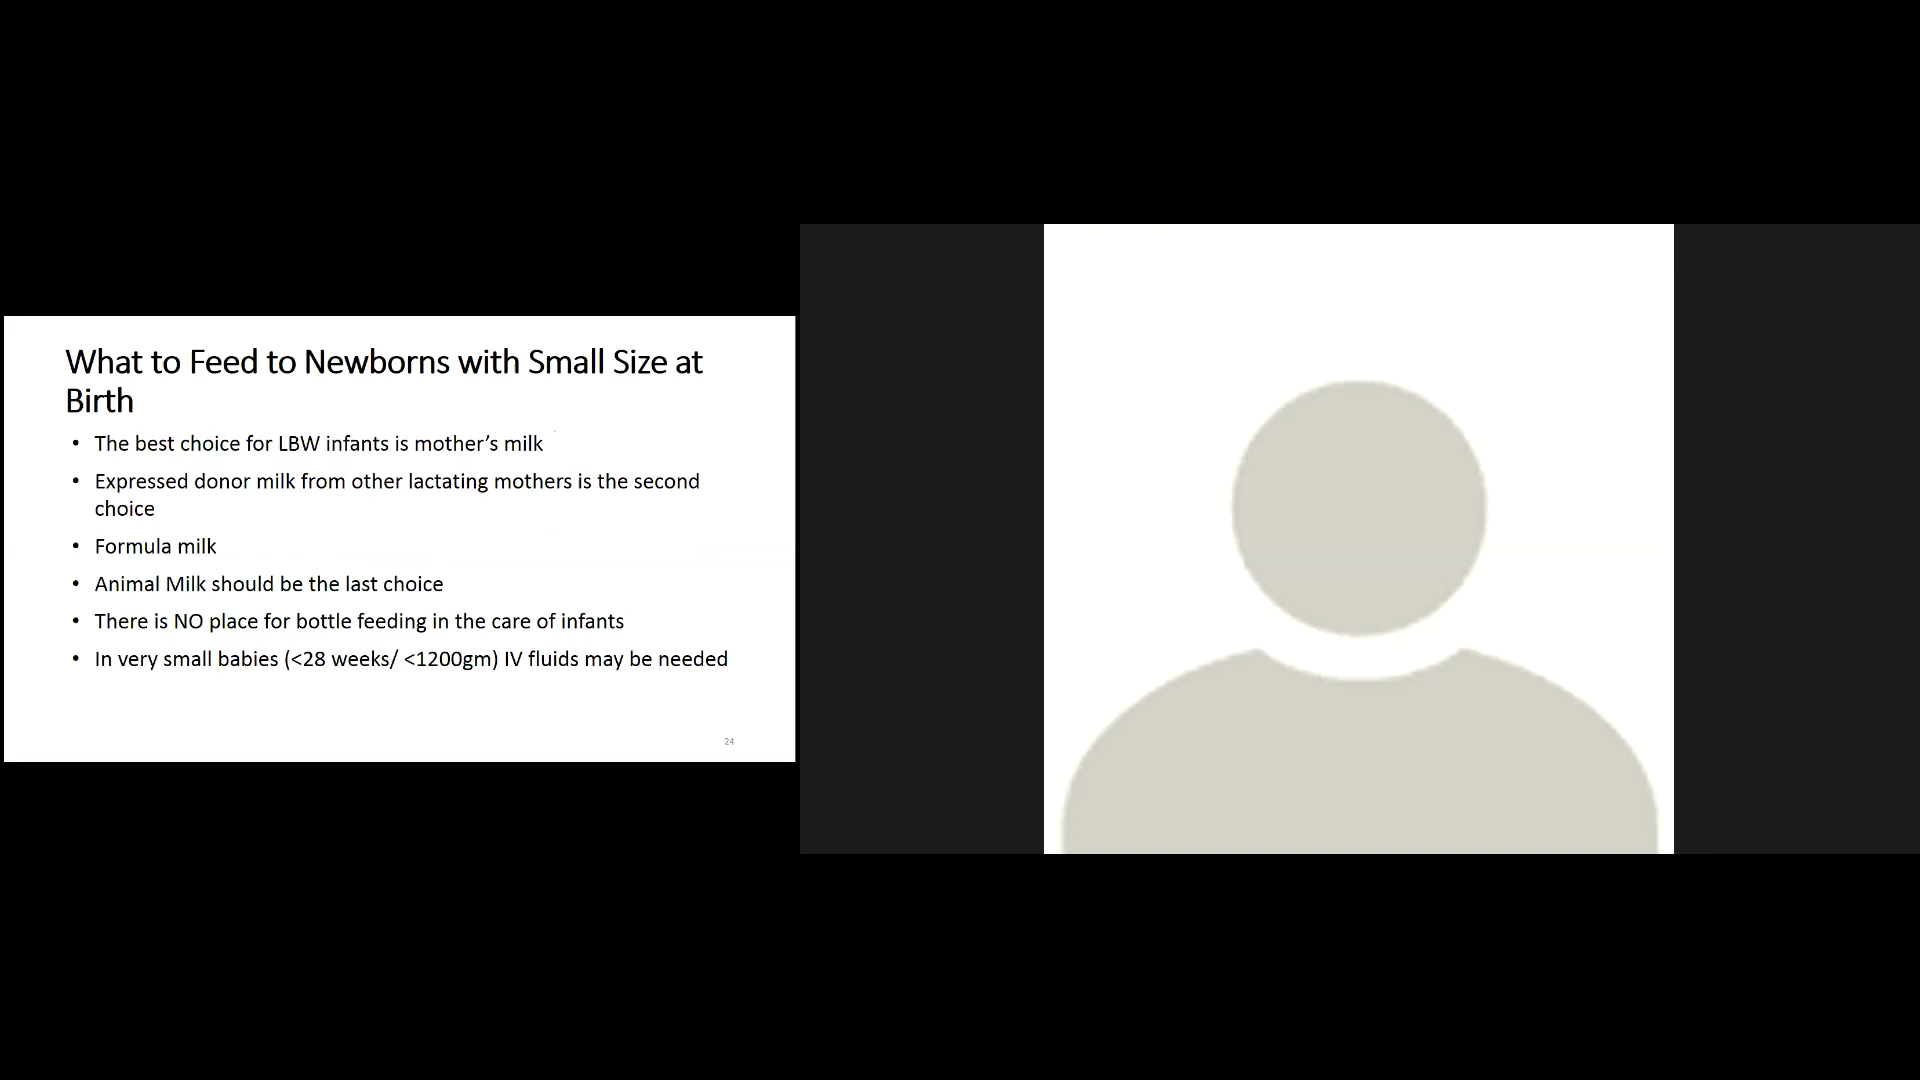 What to Feed to Newborns with Small Size at
Birth
• The best choice for LBW infants is mother’s milk
• Expressed donor milk from other lactating mothers is the second
choice
• Formula milk
• Animal Milk should be the last choice
• There is NO place for bottle feeding in the care of infants
• In very small babies (<28 weeks/ <1200gm) IV fluids may be needed
24